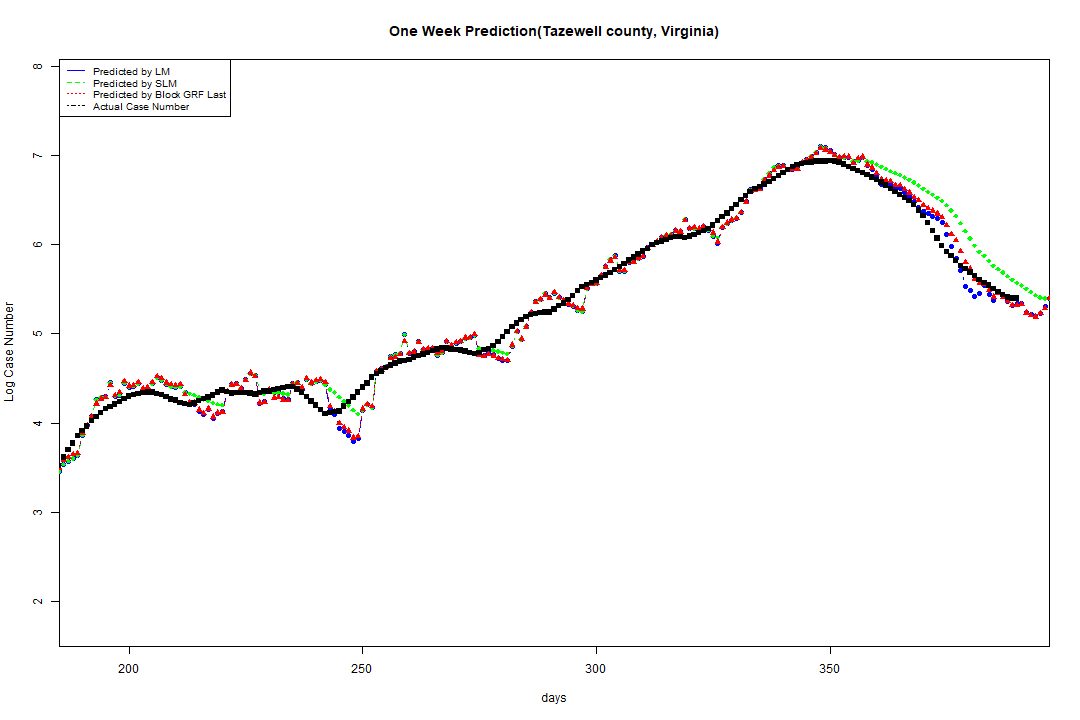 One Week Prediction(Tazewell county, Virginia)
Predicted by LM
Predicted by SLM
Predicted by Block GRF Last
Actual Case Number
8
7
6
5
4
3
2
Log Case Number
200 250 300 350
days